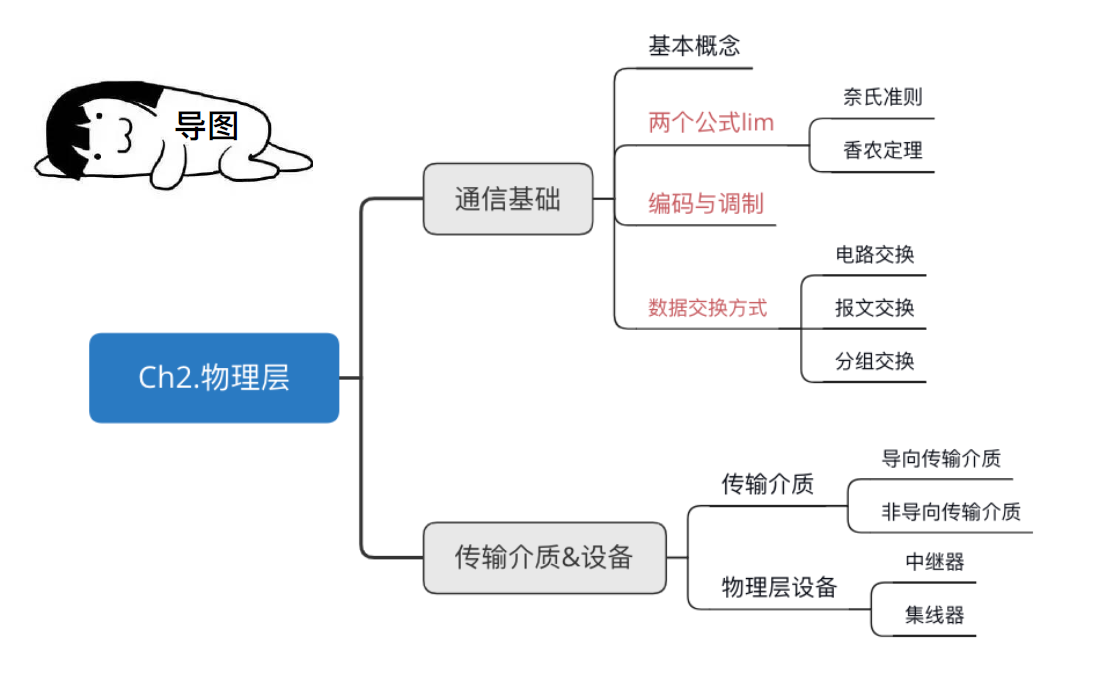 导图
Ch2.物理层
通信基础
基本概念
两个公式lim
奈氏准则
香农定理
编码与调制
数据交换方式
电路交换
报文交换
分组交换
传输介质&设备
传输介质
导向传输介质
非导向传输介质
物理层设备
中继器
集线器